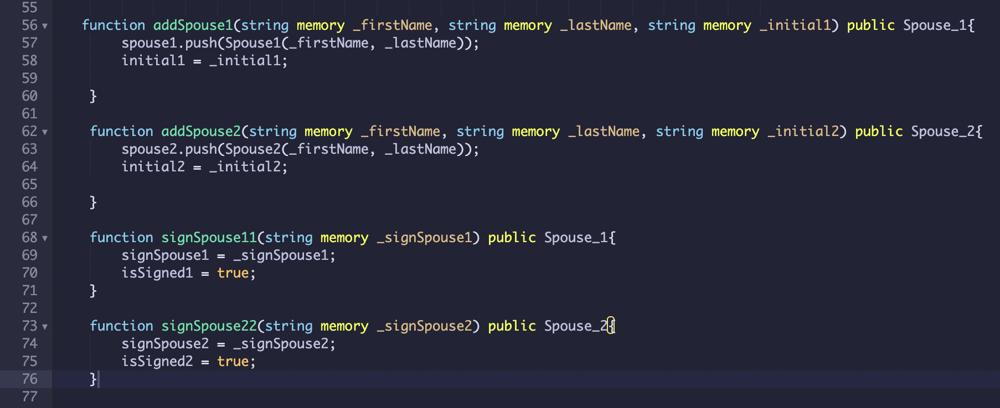 55
56 ▼ function addSpouse1(string memory _firstName, string memory _lastName, string memory _initial1) public Spouse_1{
57 spouse1.push(Spouse1(_firstName, _lastName));
58 initial1 = _initial1;
59
60 }
61
62 ▼ function addSpouse2(string memory _firstName, string memory _lastName, string memory _initial2) public Spouse_2{
63 spouse2.push(Spouse2(_firstName, _lastName));
64 initial2 = _initial2;
65
66 }
67
68 ▼ function signSpouse11(string memory _signSpouse1) public Spouse_1{
69 signSpouse1 = _signSpouse1;
70 isSigned1 = true;
71 }
72
73 ▼ function signSpouse22(string memory _signSpouse2) public Spouse_2{
74 signSpouse2 = _signSpouse2;
75 isSigned2 = true;
76 }
77